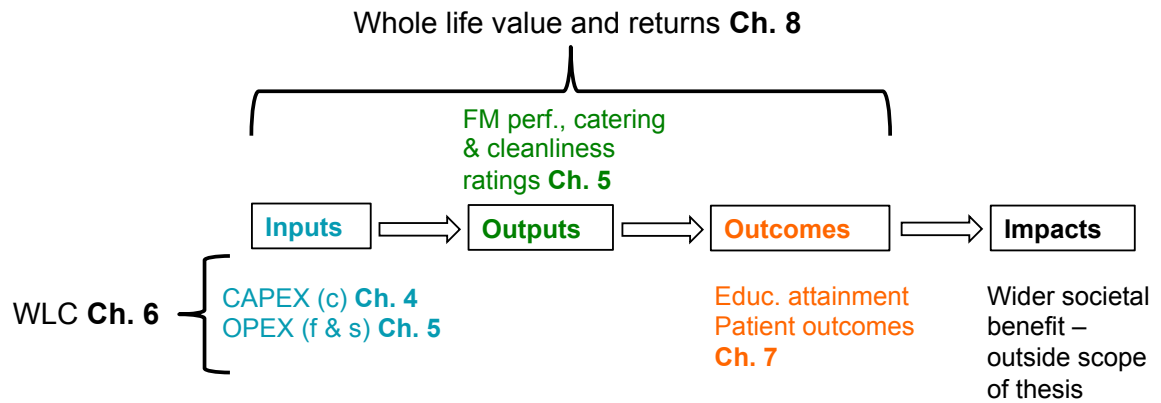 Whole life value and returns Ch. 8
FM perf., catering
& cleanliness
ratings Ch. 5
Inputs
Outputs
Outcomes
Impacts
WLC Ch. 6
CAPEX (c) Ch. 4
OPEX (f & s) Ch. 5
Educ. attainment
Patient outcomes
Ch. 7
Wider societal
benefit –
outside scope
of thesis